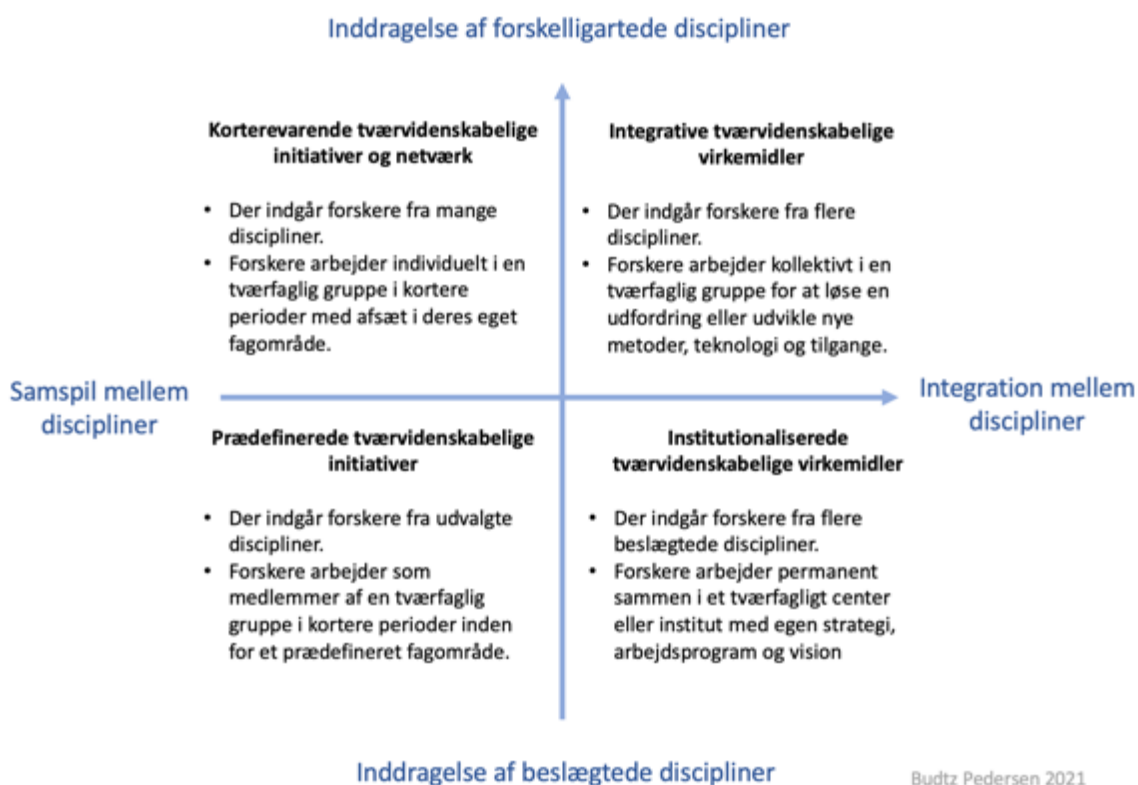 Inddragelse af forskelligartede discipliner
Korterevarende tværvidenskabelige
initiativer og netværk
• Der indgår forskere fra mange
discipliner.
• Forskere arbejder individuelt i en
tværfaglig gruppe i kortere
perioder med afsæt i deres eget
fagområde.
Integrative tværvidenskabelige
virkemidler
• Der indgår forskere fra flere
discipliner.
• Forskere arbejder kollektivt i en
tværfaglig gruppe for at løse en
udfordring eller udvikle nye
metoder, teknologi og tilgange.
Samspil mellem
discipliner
Integration mellem
discipliner
Prædefinerede tværvidenskabelige
initiativer
• Der indgår forskere fra udvalgte
discipliner.
• Forskere arbejder som
medlemmer af en tværfaglig
gruppe i kortere perioder inden
for et prædefineret fagområde.
Institutionaliserede
tværvidenskabelige virkemidler
• Der indgår forskere fra flere
beslægtede discipliner.
• Forskere arbejder permanent
sammen i et tværfagligt center
eller institut med egen strategi,
arbejdsprogram og vision
Inddragelse af beslægtede discipliner
Budtz Pedersen 2021